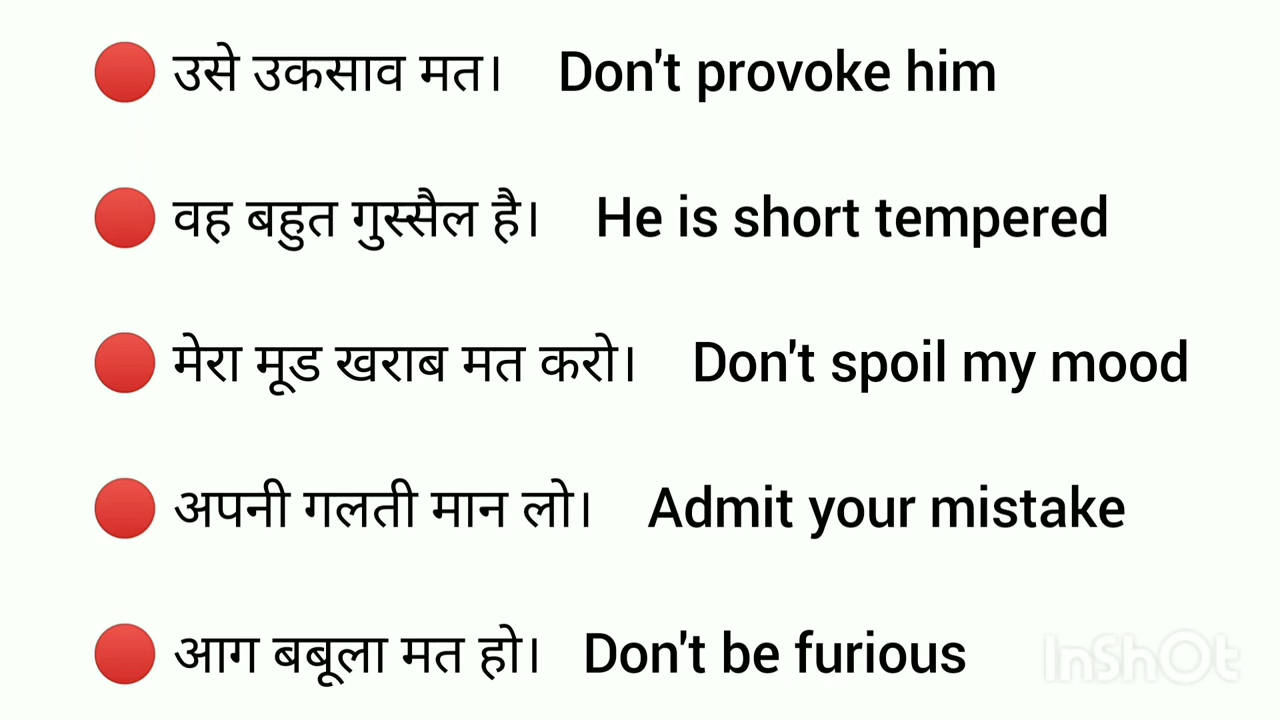 🔴 उसे उकसाव मत। Don't provoke him
🔴 वह बहुत गुस्सैल है। He is short tempered
🔴 मेरा मूड खराब मत करो। Don't spoil my mood
🔴 अपनी गलती मान लो। Admit your mistake
🔴 आग बबूला मत हो। Don't be furious
InShOt